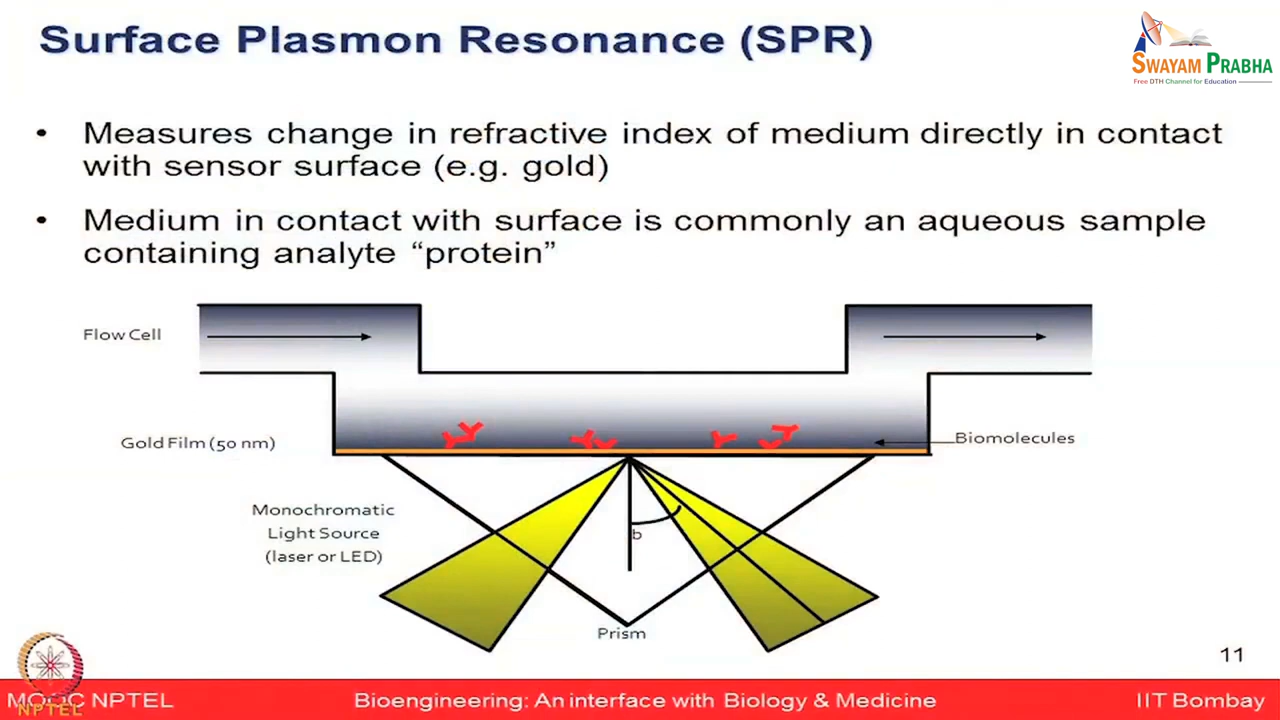 Surface Plasmon Resonance (SPR)
SWAYAM PRABHA
Free DTH Channel for Education
• Measures change in refractive index of medium directly in contact
with sensor surface (e.g. gold)
• Medium in contact with surface is commonly an aqueous sample
containing analyte “protein”
Flow Cell
Gold Film (50 nm)
Biomolecules
Monochromatic
Light Source
(laser or LED)
b
Prism
11
MOOC NPTEL
NPTEL
Bioengineering: An interface with Biology & Medicine
IIT Bombay